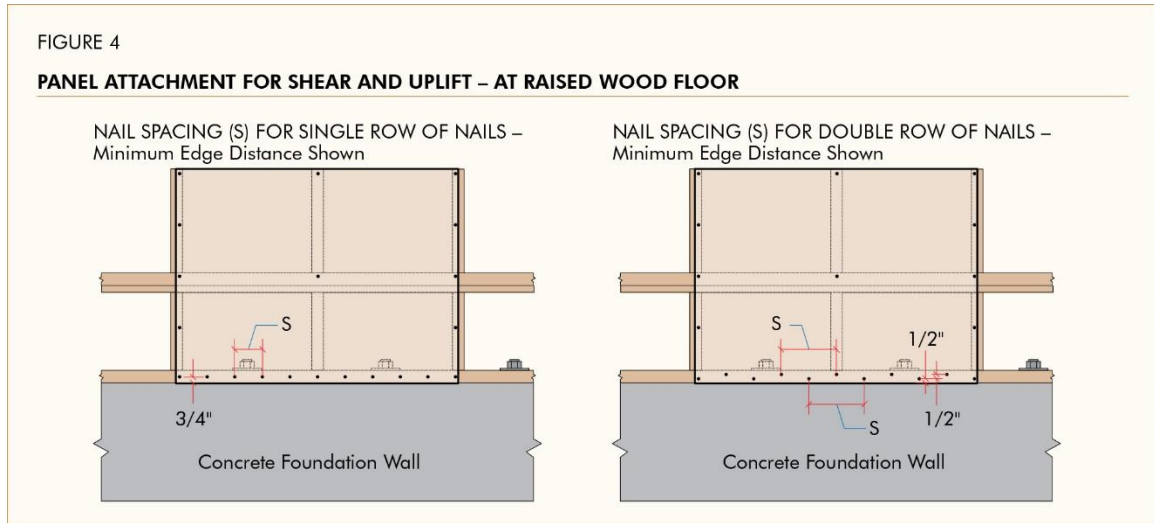 FIGURE 4
PANEL ATTACHMENT FOR SHEAR AND UPLIFT – AT RAISED WOOD FLOOR
NAIL SPACING (S) FOR SINGLE ROW OF NAILS –
Minimum Edge Distance Shown
S
3/4"
Concrete Foundation Wall
NAIL SPACING (S) FOR DOUBLE ROW OF NAILS –
Minimum Edge Distance Shown
S
1/2"
S
1/2"
Concrete Foundation Wall